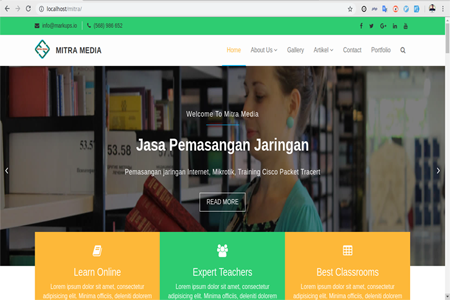 localhost/mitra/
info@markups.io (568) 986 652
MITRA MEDIA Home About Us Gallery Artikel Contact Portfolio
53.58
Welcome To Mitra Media
Jasa Pemasangan Jaringan
Pemasangan jaringan Internet, Mikrotik, Training Cisco Packet Tracert
READ MORE
Learn Online
Lorem ipsum dolor sit amet, consectetur
adipisicing elit. Minima officiis, deleniti dolorem
Expert Teachers
Lorem ipsum dolor sit amet, consectetur
adipisicing elit. Minima officiis, deleniti dolorem
Best Classrooms
Lorem ipsum dolor sit amet, consectetur
adipisicing elit. Minima officiis, deleniti dolorem